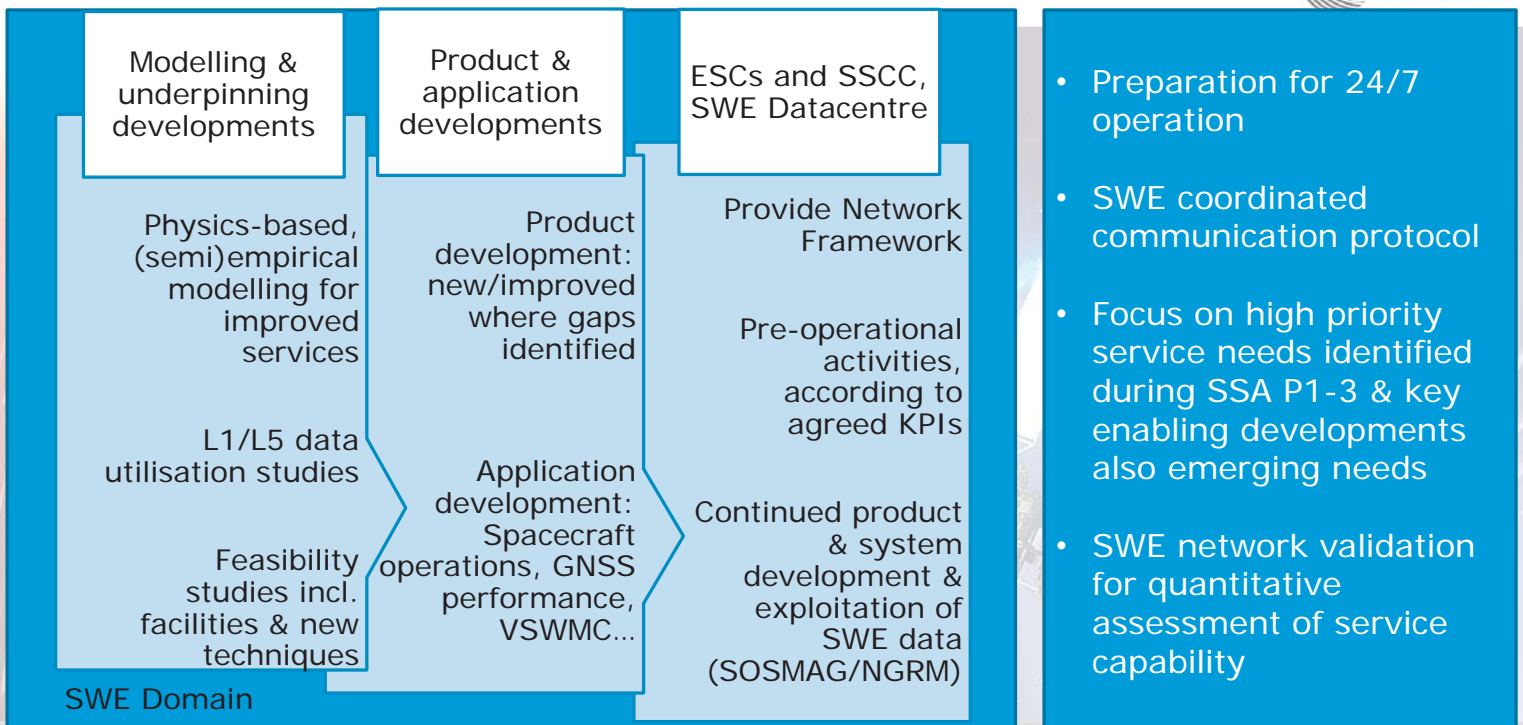 Modelling &
underpinning
developments
Physics-based,
(semi)empirical
modelling for
improved
services
L1/L5 data
utilisation studies
Feasibility
studies incl.
facilities & new
techniques
Product &
application
developments
Product
development:
new/improved
where gaps
identified
Application
development:
Spacecraft
operations, GNSS
performance,
VSWMC...
ESCs and SSCC,
SWE Datacentre
Provide Network
Framework
Pre-operational
activities,
according to
agreed KPIs
Continued product
& system
development &
exploitation of
SWE data
(SOSMAG/NGRM)
SWE Domain
• Preparation for 24/7
operation
• SWE coordinated
communication protocol
• Focus on high priority
service needs identified
during SSA P1-3 & key
enabling developments
also emerging needs
• SWE network validation
for quantitative
assessment of service
capability